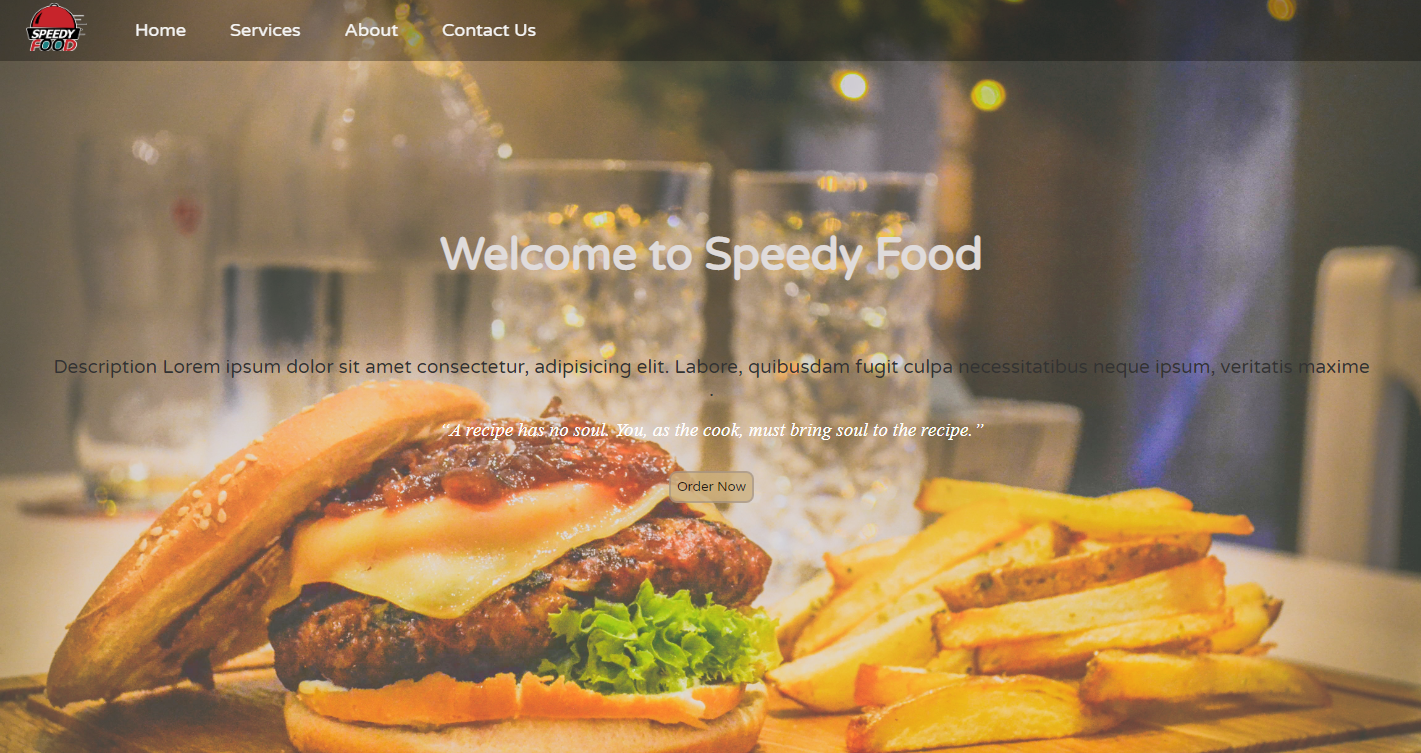 SPEEDY
FOOD
Home Services About Contact Us
Welcome to Speedy Food
Description Lorem ipsum dolor sit amet consectetur, adipisicing elit. Labore, quibusdam fugit culpa necessitatibus neque ipsum, veritatis maxime
.
“A recipe has no soul. You, as the cook, must bring soul to the recipe.”
Order Now